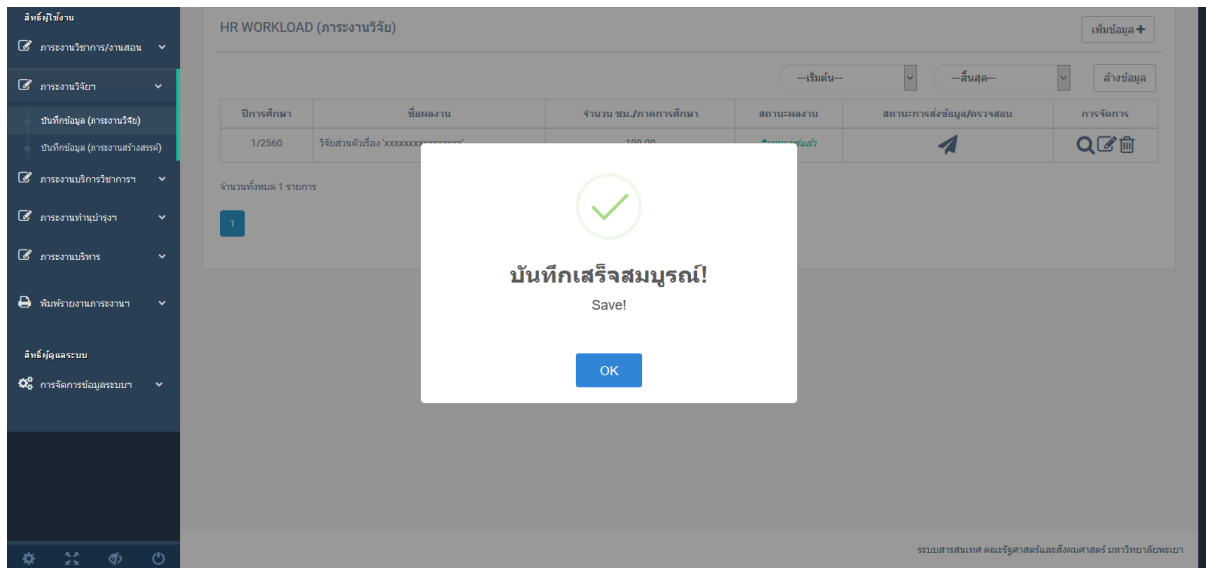 สิทธิ์ผู้ใช้งาน
ภาระงานวิชาการ/งานสอน
ภาระงานวิจัยฯ
บันทึกข้อมูล (ภาระงานวิจัย)
บันทึกข้อมูล (ภาระงานสร้างสรรค์)
ภาระงานบริการวิชาการฯ
ภาระงานทำนุบำรุงฯ
ภาระงานบริหาร
พิมพ์รายงานภาระงานฯ
สิทธิ์ผู้ดูแลระบบ
การจัดการข้อมูลระบบฯ
HR WORKLOAD (ภาระงานวิจัย)
เพิ่มข้อมูล
---เริ่มต้น---
---สิ้นสุด---
ล้างข้อมูล
ปีการศึกษา ชื่อผลงาน จำนวน ชม./ภาคการศึกษา สถานะผลงาน สถานะการส่งข้อมูล/ตรวจสอบ การจัดการ
1/2560 วิจัยส่วนตัวเรื่อง 100.00
จำนวนทั้งหมด 1 รายการ
1
บันทึกเสร็จสมบูรณ์!
Save!
OK
ระบบสารสนเทศ คณะรัฐศาสตร์และสังคมศาสตร์ มหาวิทยาลัยพะเยา